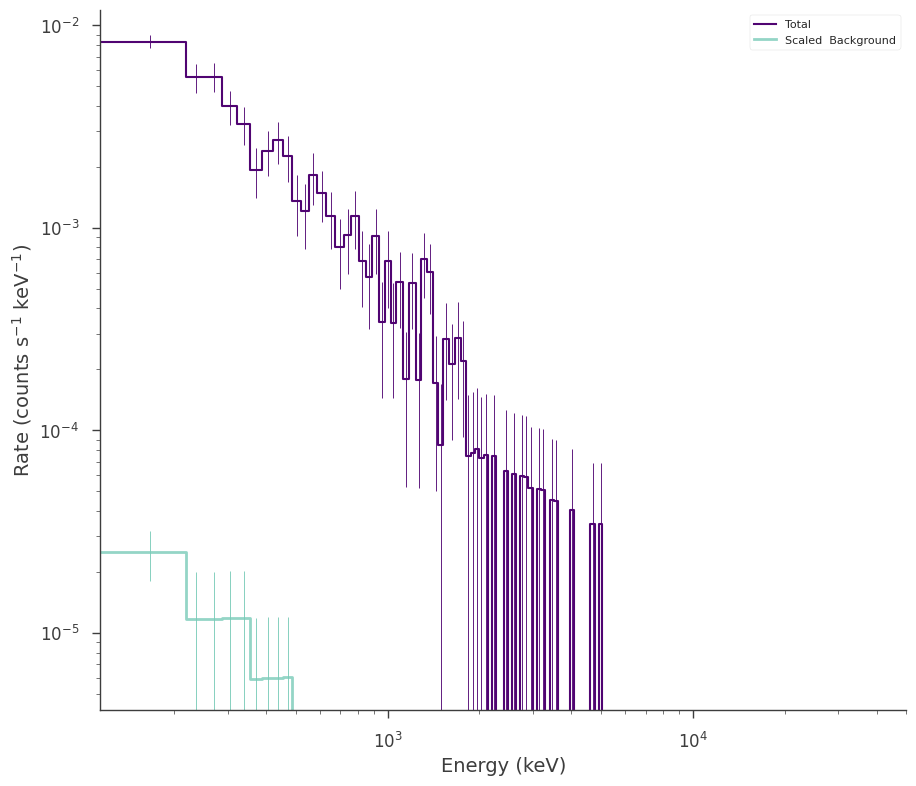 Total
Scaled  Background
10⁻²
10⁻³
10⁻⁴
10⁻⁵
Rate (counts s⁻¹ keV⁻¹)
10³
10⁴
Energy (keV)